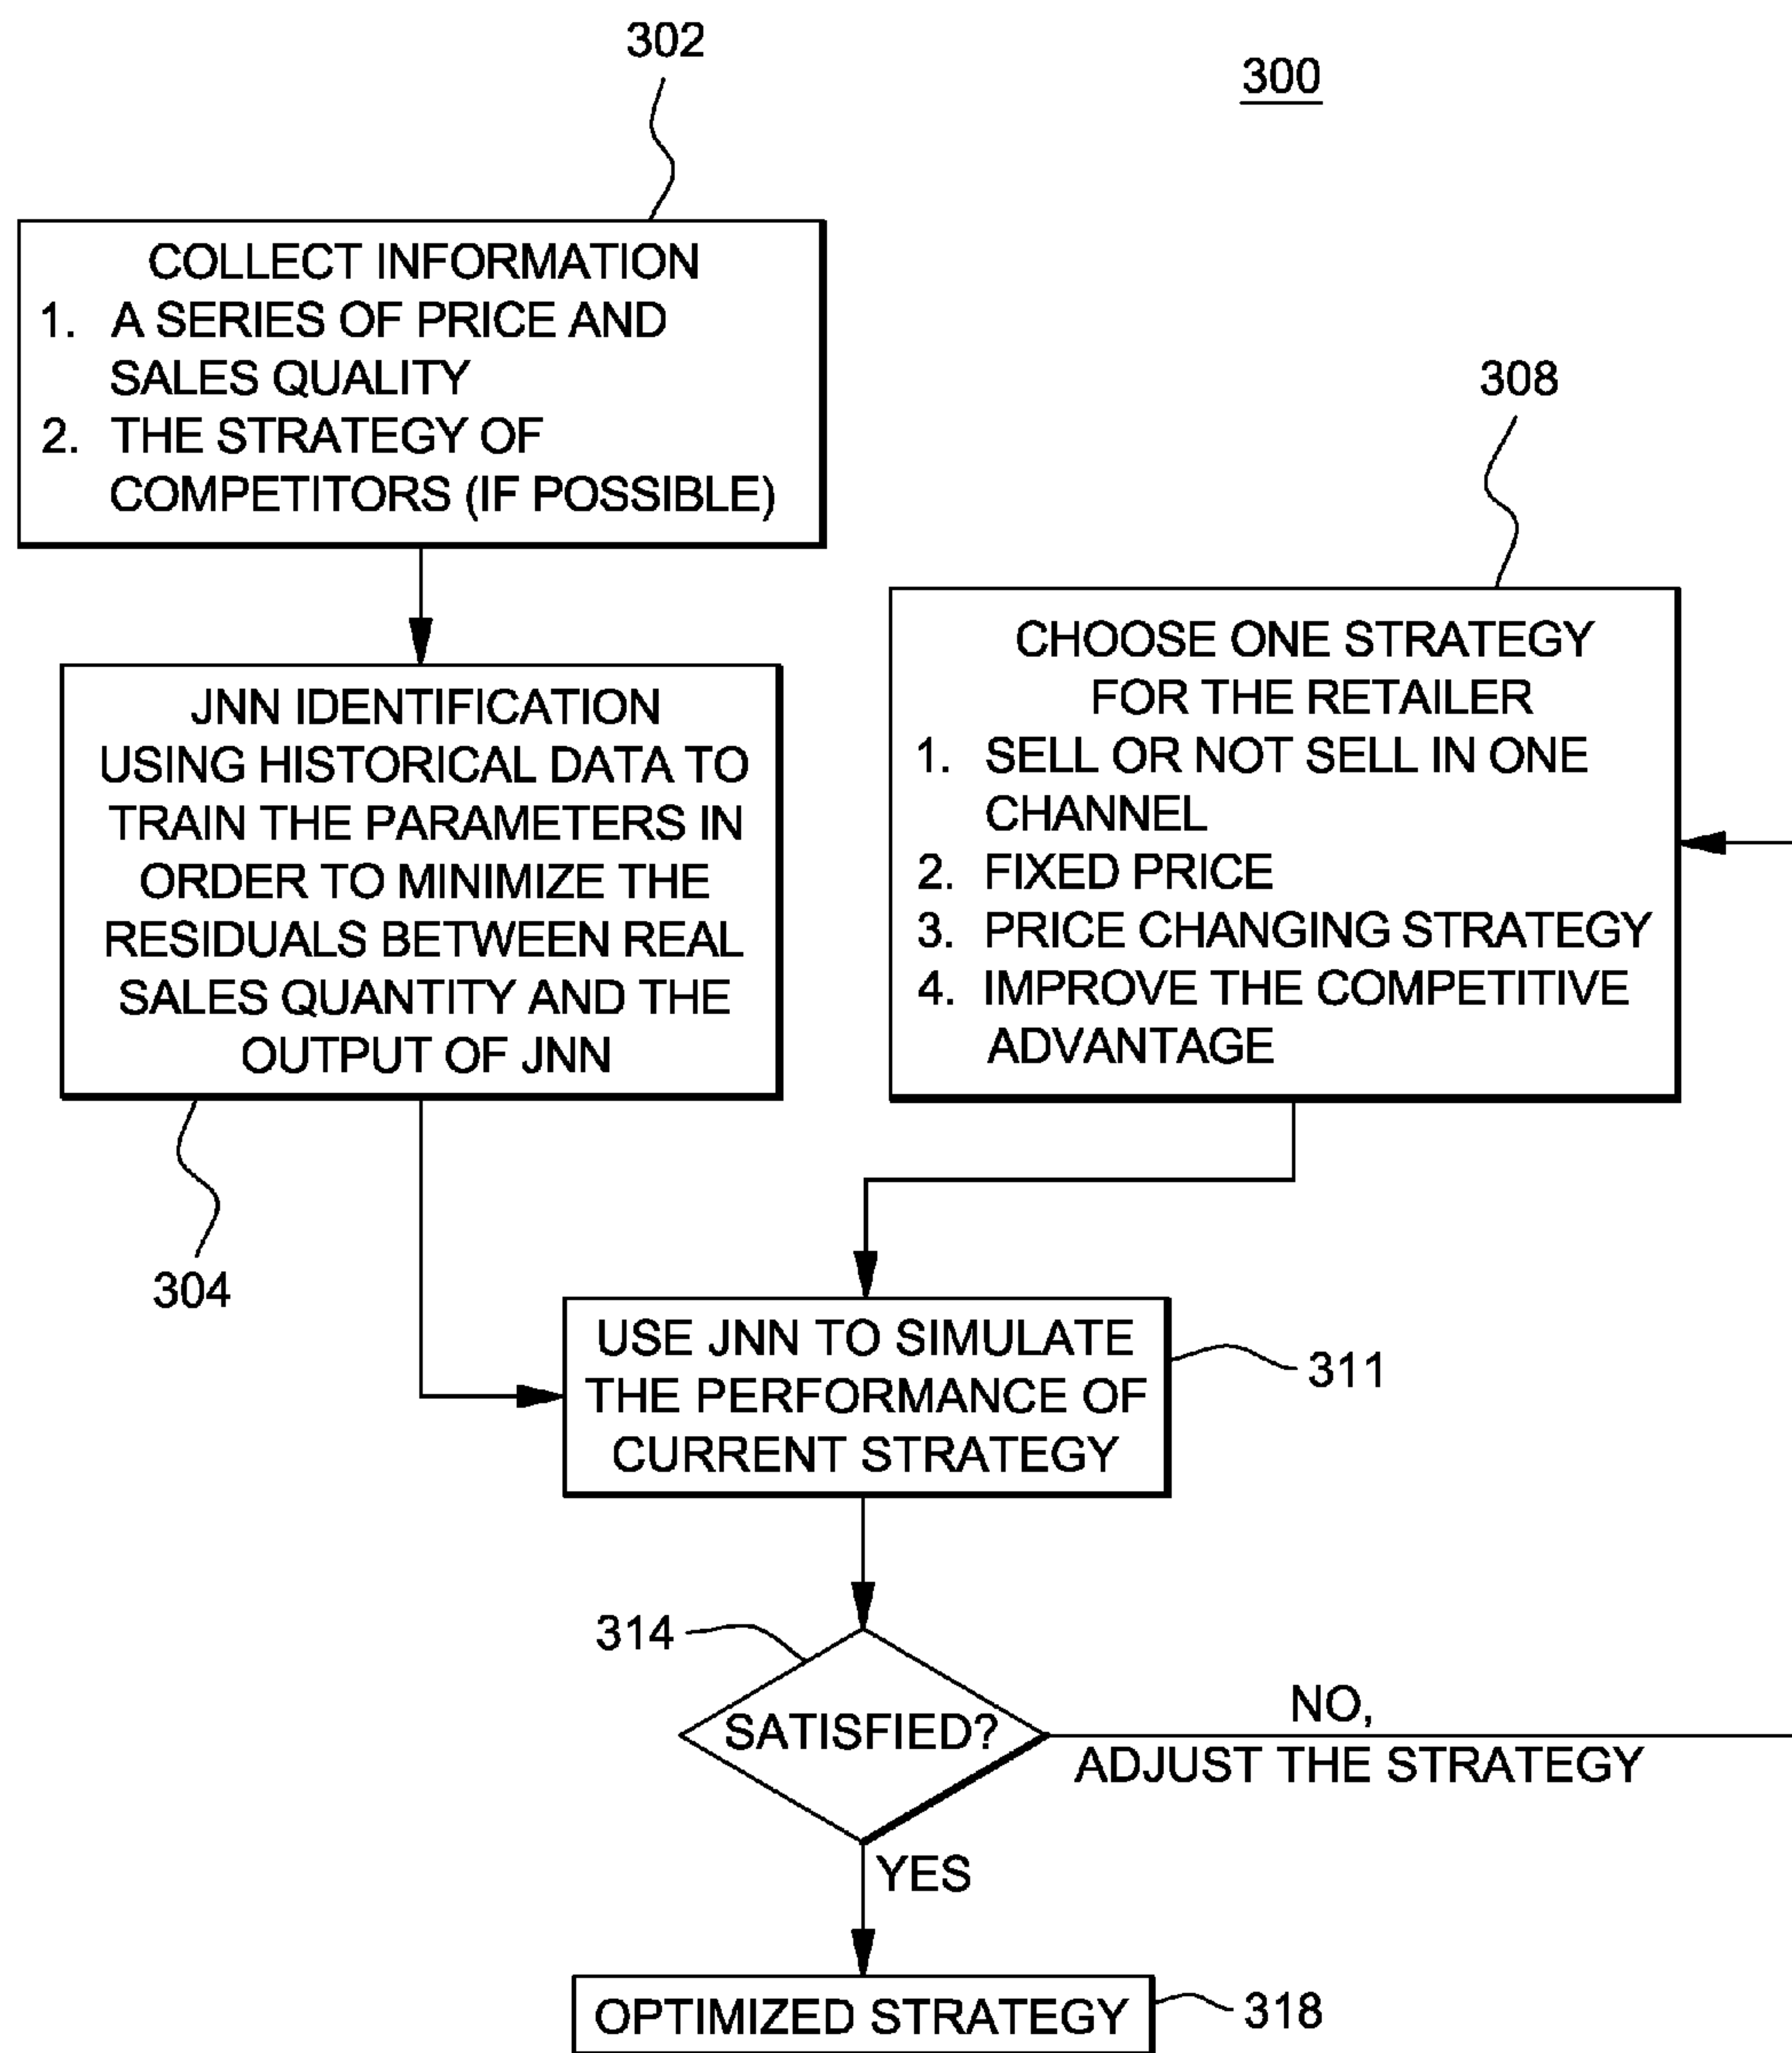 302
300
COLLECT INFORMATION
1. A SERIES OF PRICE AND
SALES QUALITY
2. THE STRATEGY OF
COMPETITORS (IF POSSIBLE)
308
JNN IDENTIFICATION
USING HISTORICAL DATA TO
TRAIN THE PARAMETERS IN
ORDER TO MINIMIZE THE
RESIDUALS BETWEEN REAL
SALES QUANTITY AND THE
OUTPUT OF JNN
304
CHOOSE ONE STRATEGY
FOR THE RETAILER
1. SELL OR NOT SELL IN ONE
CHANNEL
2. FIXED PRICE
3. PRICE CHANGING STRATEGY
4. IMPROVE THE COMPETITIVE
ADVANTAGE
USE JNN TO SIMULATE
THE PERFORMANCE OF
CURRENT STRATEGY
311
314
SATISFIED?
NO,
ADJUST THE STRATEGY
YES
OPTIMIZED STRATEGY
318